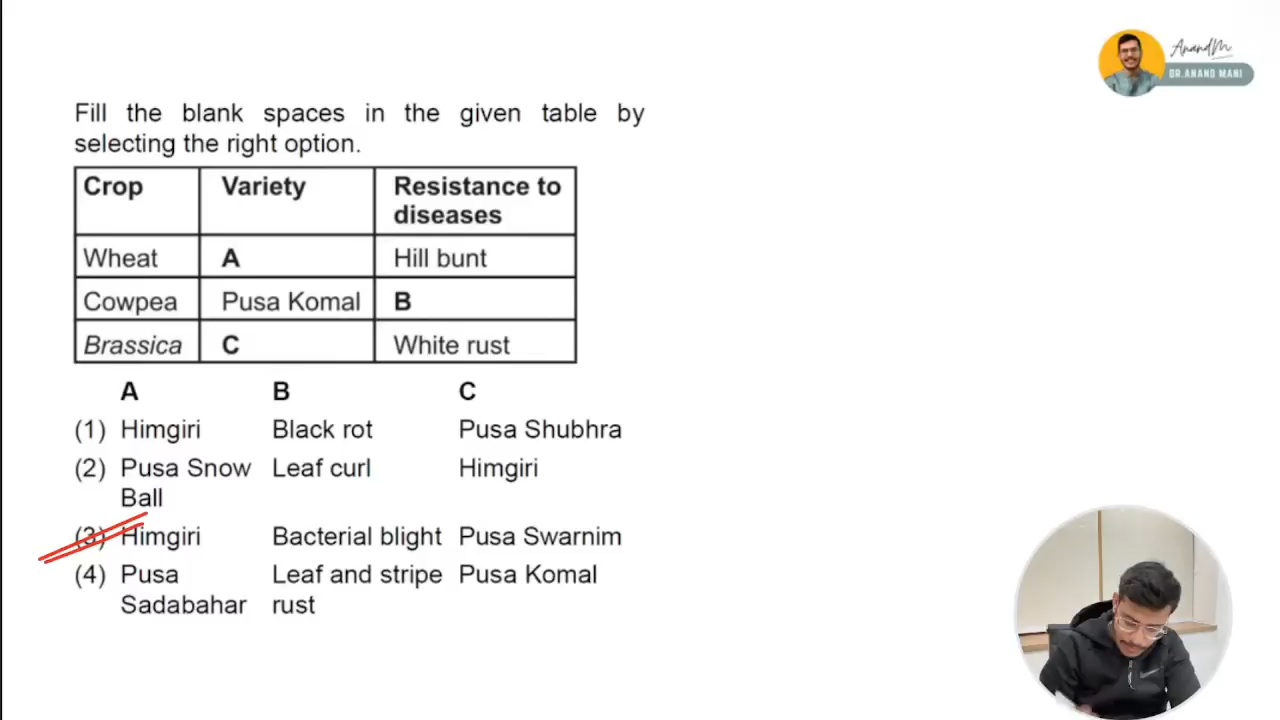 AnandM
DR.ANAND MANI
Fill the blank spaces in the given table by
selecting the right option.
Crop Variety Resistance to
diseases
Wheat A Hill bunt
Cowpea Pusa Komal B
Brassica C White rust
A B C
(1) Himgiri Black rot Pusa Shubhra
(2) Pusa Snow Leaf curl Himgiri
Ball
(3) Himgiri Bacterial blight Pusa Swarnim
(4) Pusa Leaf and stripe Pusa Komal
Sadabahar rust